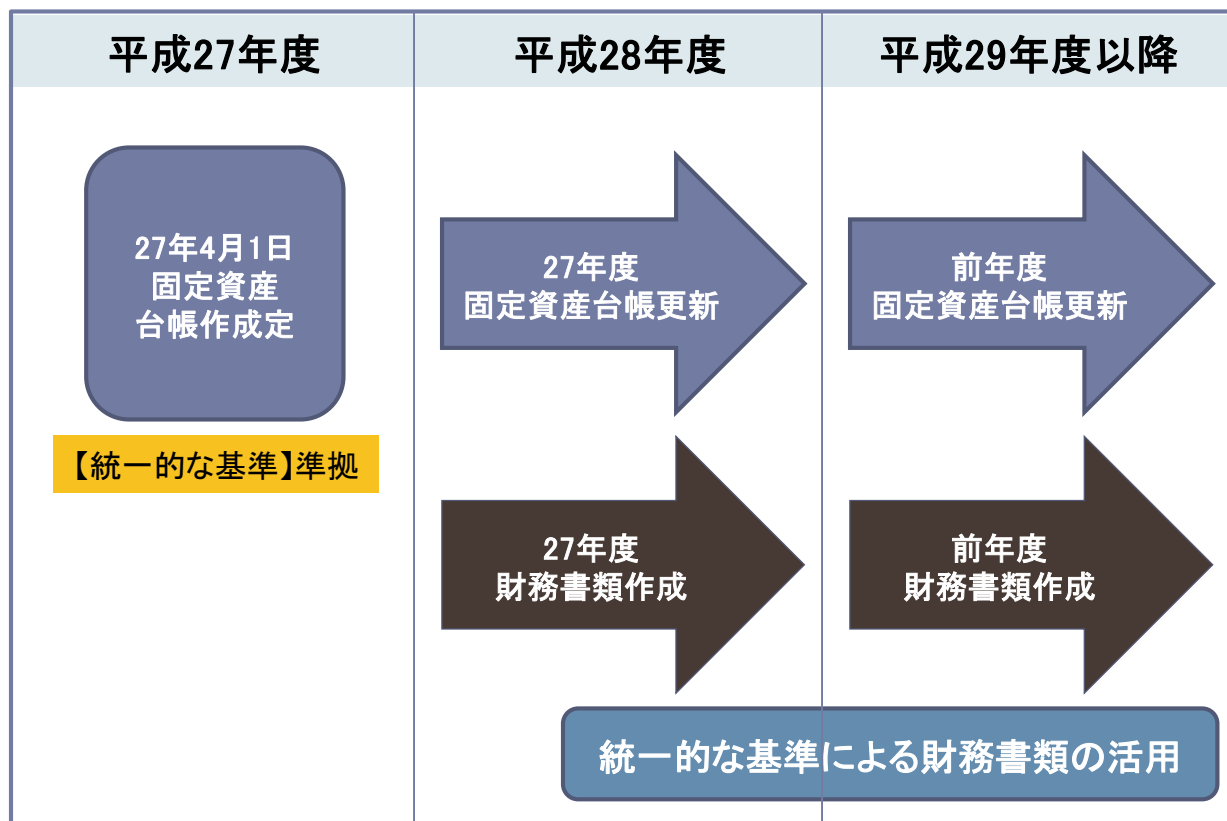 平成27年度
平成28年度
平成29年度以降
27年4月1日
固定資産
台帳作成定
【統一的な基準】準拠
27年度
固定資産台帳更新
前年度
固定資産台帳更新
27年度
財務書類作成
前年度
財務書類作成
統一的な基準による財務書類の活用